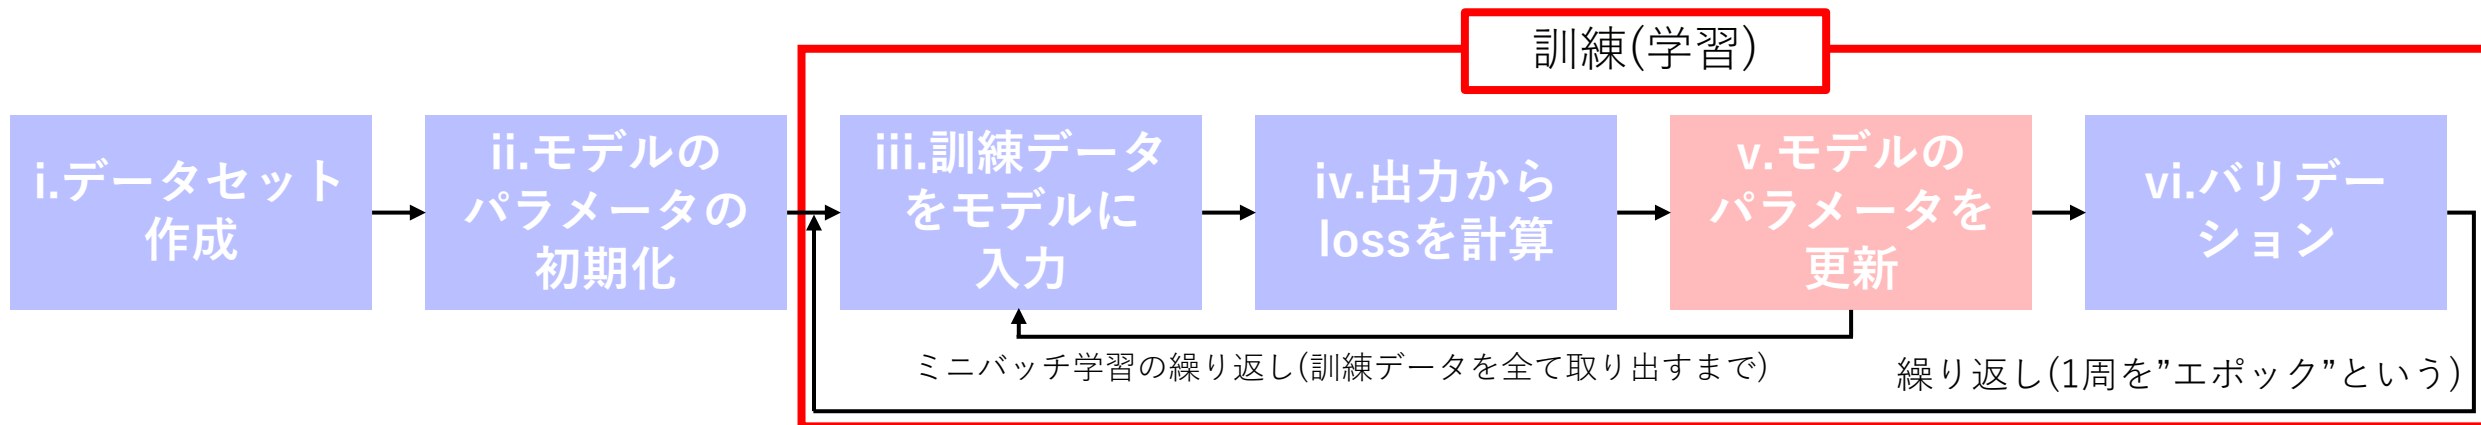 訓練(学習)
i.データセット
作成
ii.モデルの
パラメータの
初期化
iii.訓練データ
をモデルに
入力
iv.出力から
lossを計算
v.モデルの
パラメータを
更新
vi.バリデー
ション
ミニバッチ学習の繰り返し(訓練データを全て取り出すまで)
繰り返し(1周を”エポック”という)